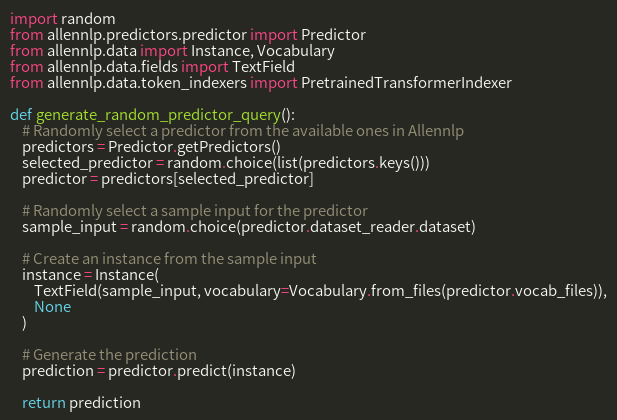 import random
from allennlp.predictors.predictor import Predictor
from allennlp.data import Instance, Vocabulary
from allennlp.data.fields import TextField
from allennlp.data.token_indexers import PretrainedTransformerIndexer

def generate_random_predictor_query():
    # Randomly select a predictor from the available ones in Allennlp
    predictors = Predictor.getPredictors()
    selected_predictor = random.choice(list(predictors.keys()))
    predictor = predictors[selected_predictor]

    # Randomly select a sample input for the predictor
    sample_input = random.choice(predictor.dataset_reader.dataset)

    # Create an instance from the sample input
    instance = Instance(
        TextField(sample_input, vocabulary=Vocabulary.from_files(predictor.vocab_files)),
        None
    )

    # Generate the prediction
    prediction = predictor.predict(instance)

    return prediction